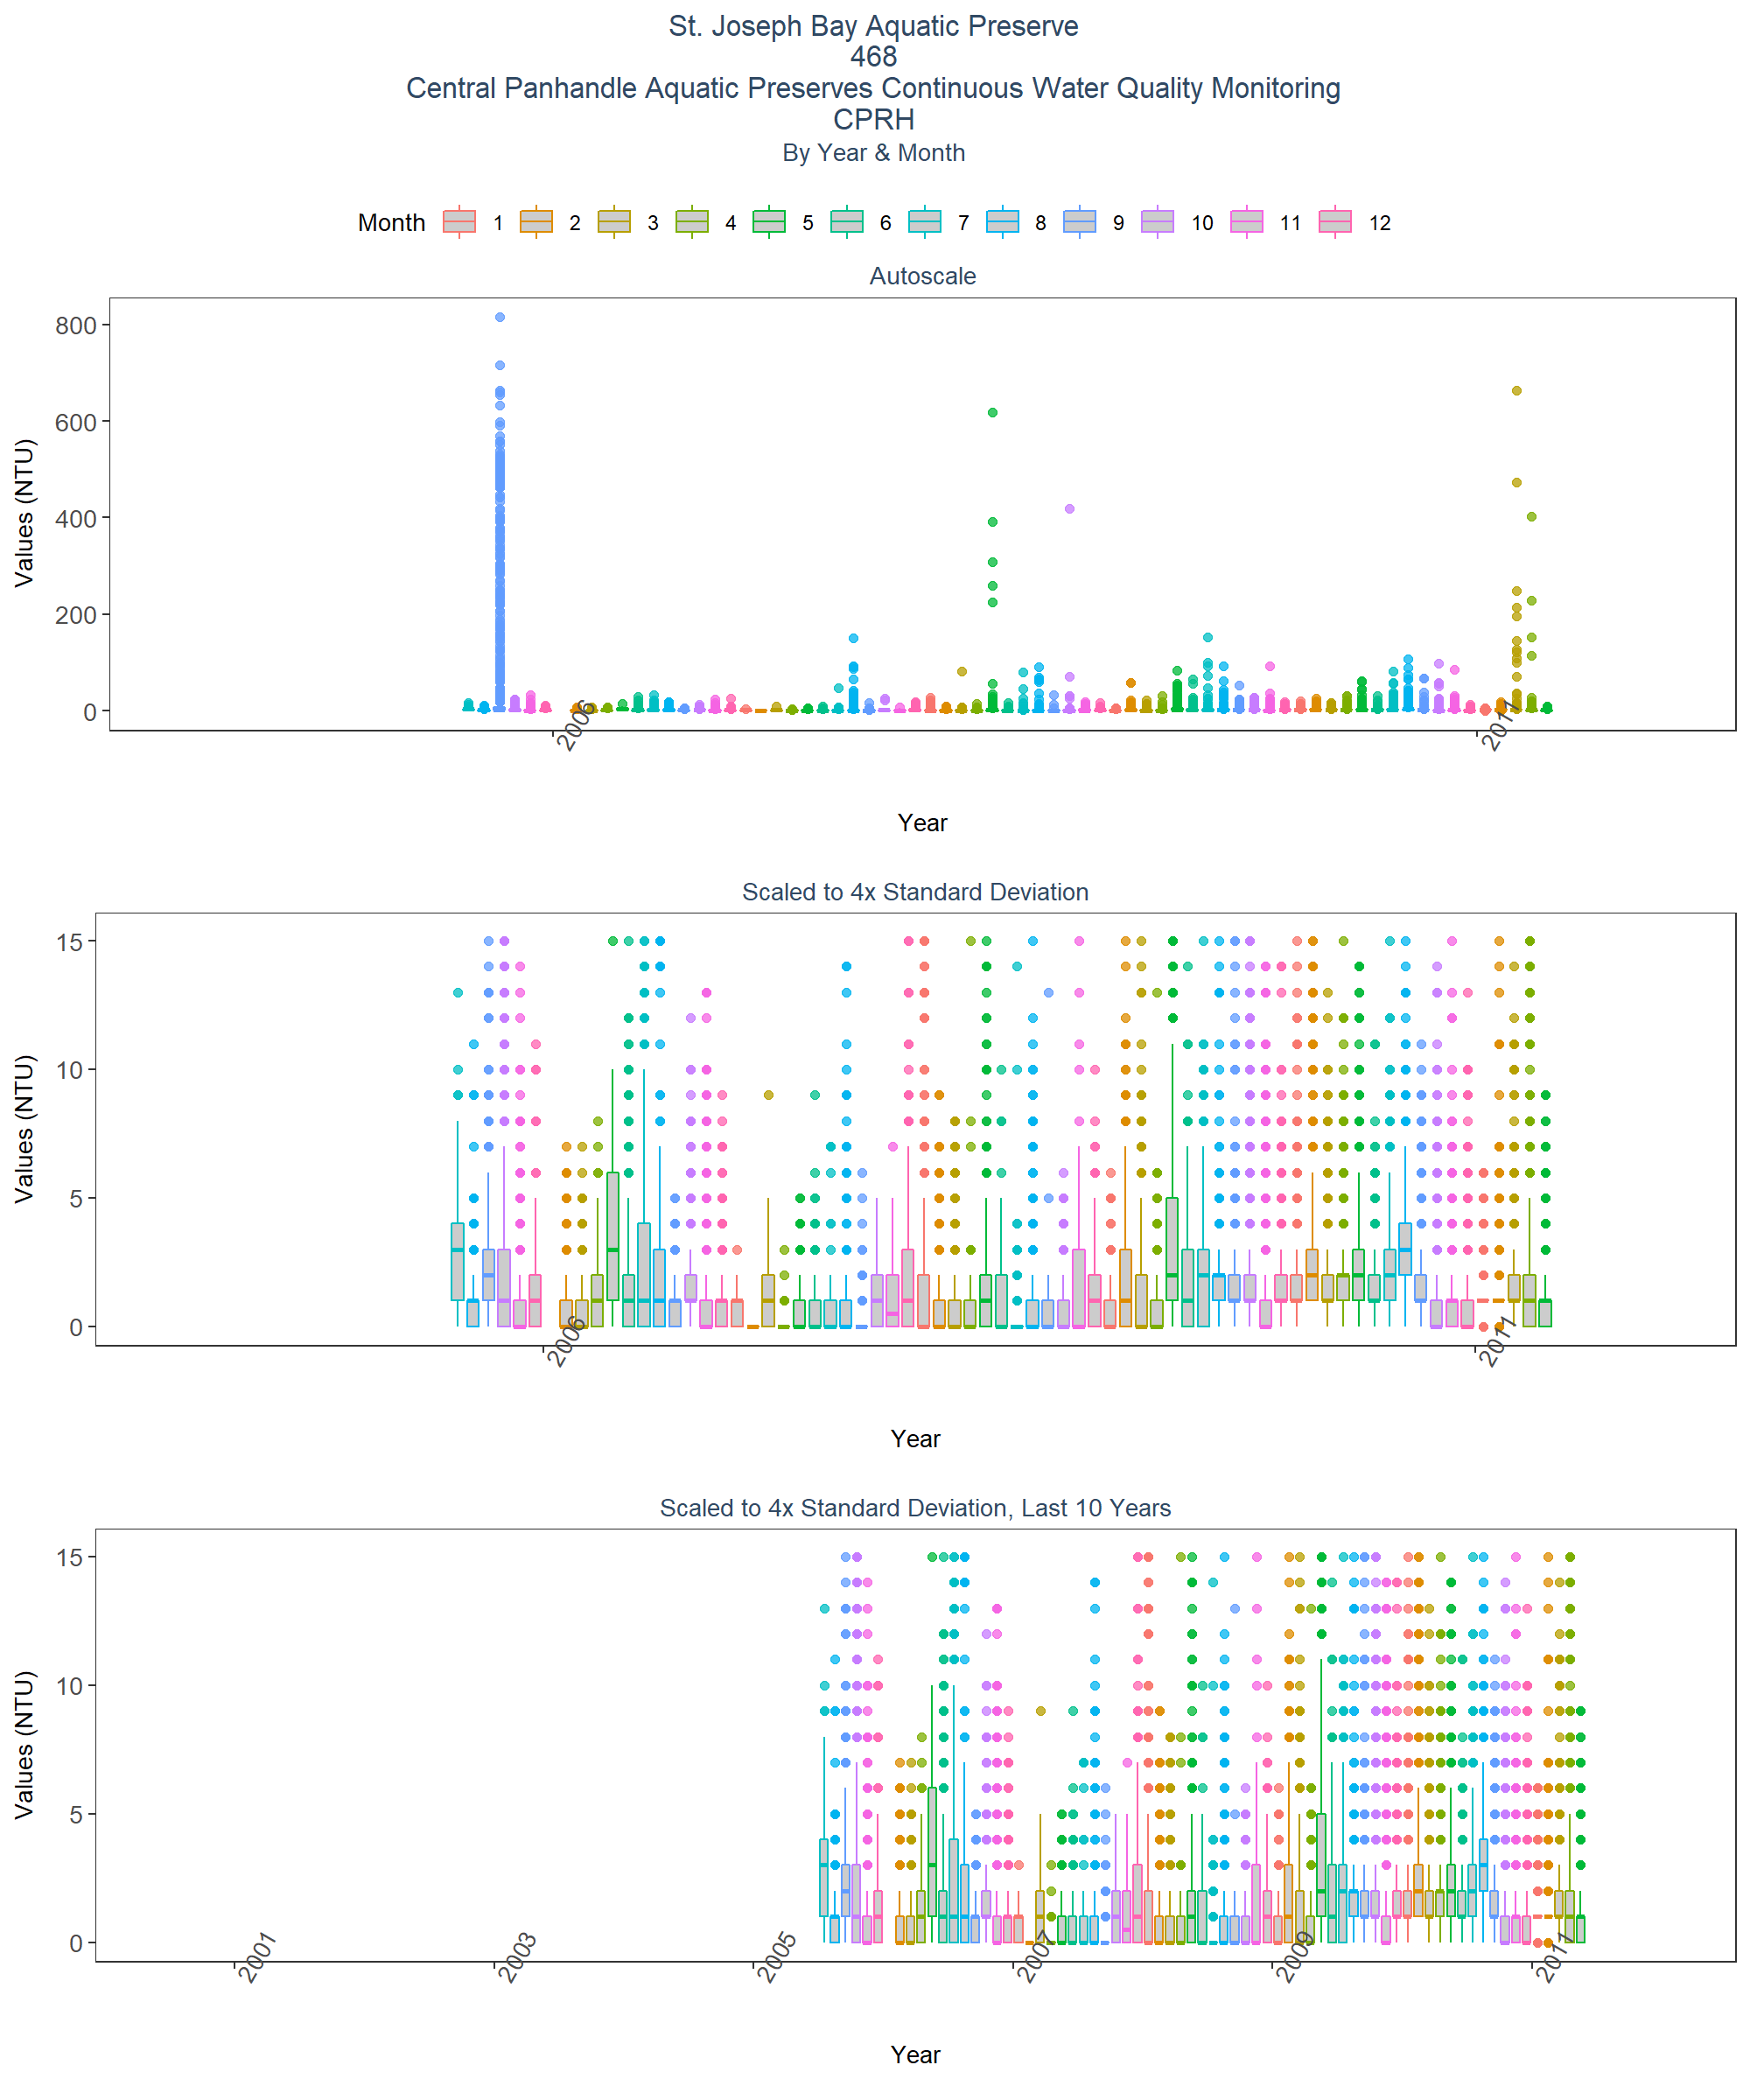 St. Joseph Bay Aquatic Preserve
468
Central Panhandle Aquatic Preserves Continuous Water Quality Monitoring
CPRH
By Year & Month
Month 1 2 3 4 5 6 7 8 9 10 11 12
Autoscale
Values (NTU)
800
600
400
200
0
2006 2011
Year
Scaled to 4x Standard Deviation
Values (NTU)
15
10
5
0
2006 2011
Year
Scaled to 4x Standard Deviation, Last 10 Years
Values (NTU)
15
10
5
0
2001 2003 2005 2007 2009 2011
Year